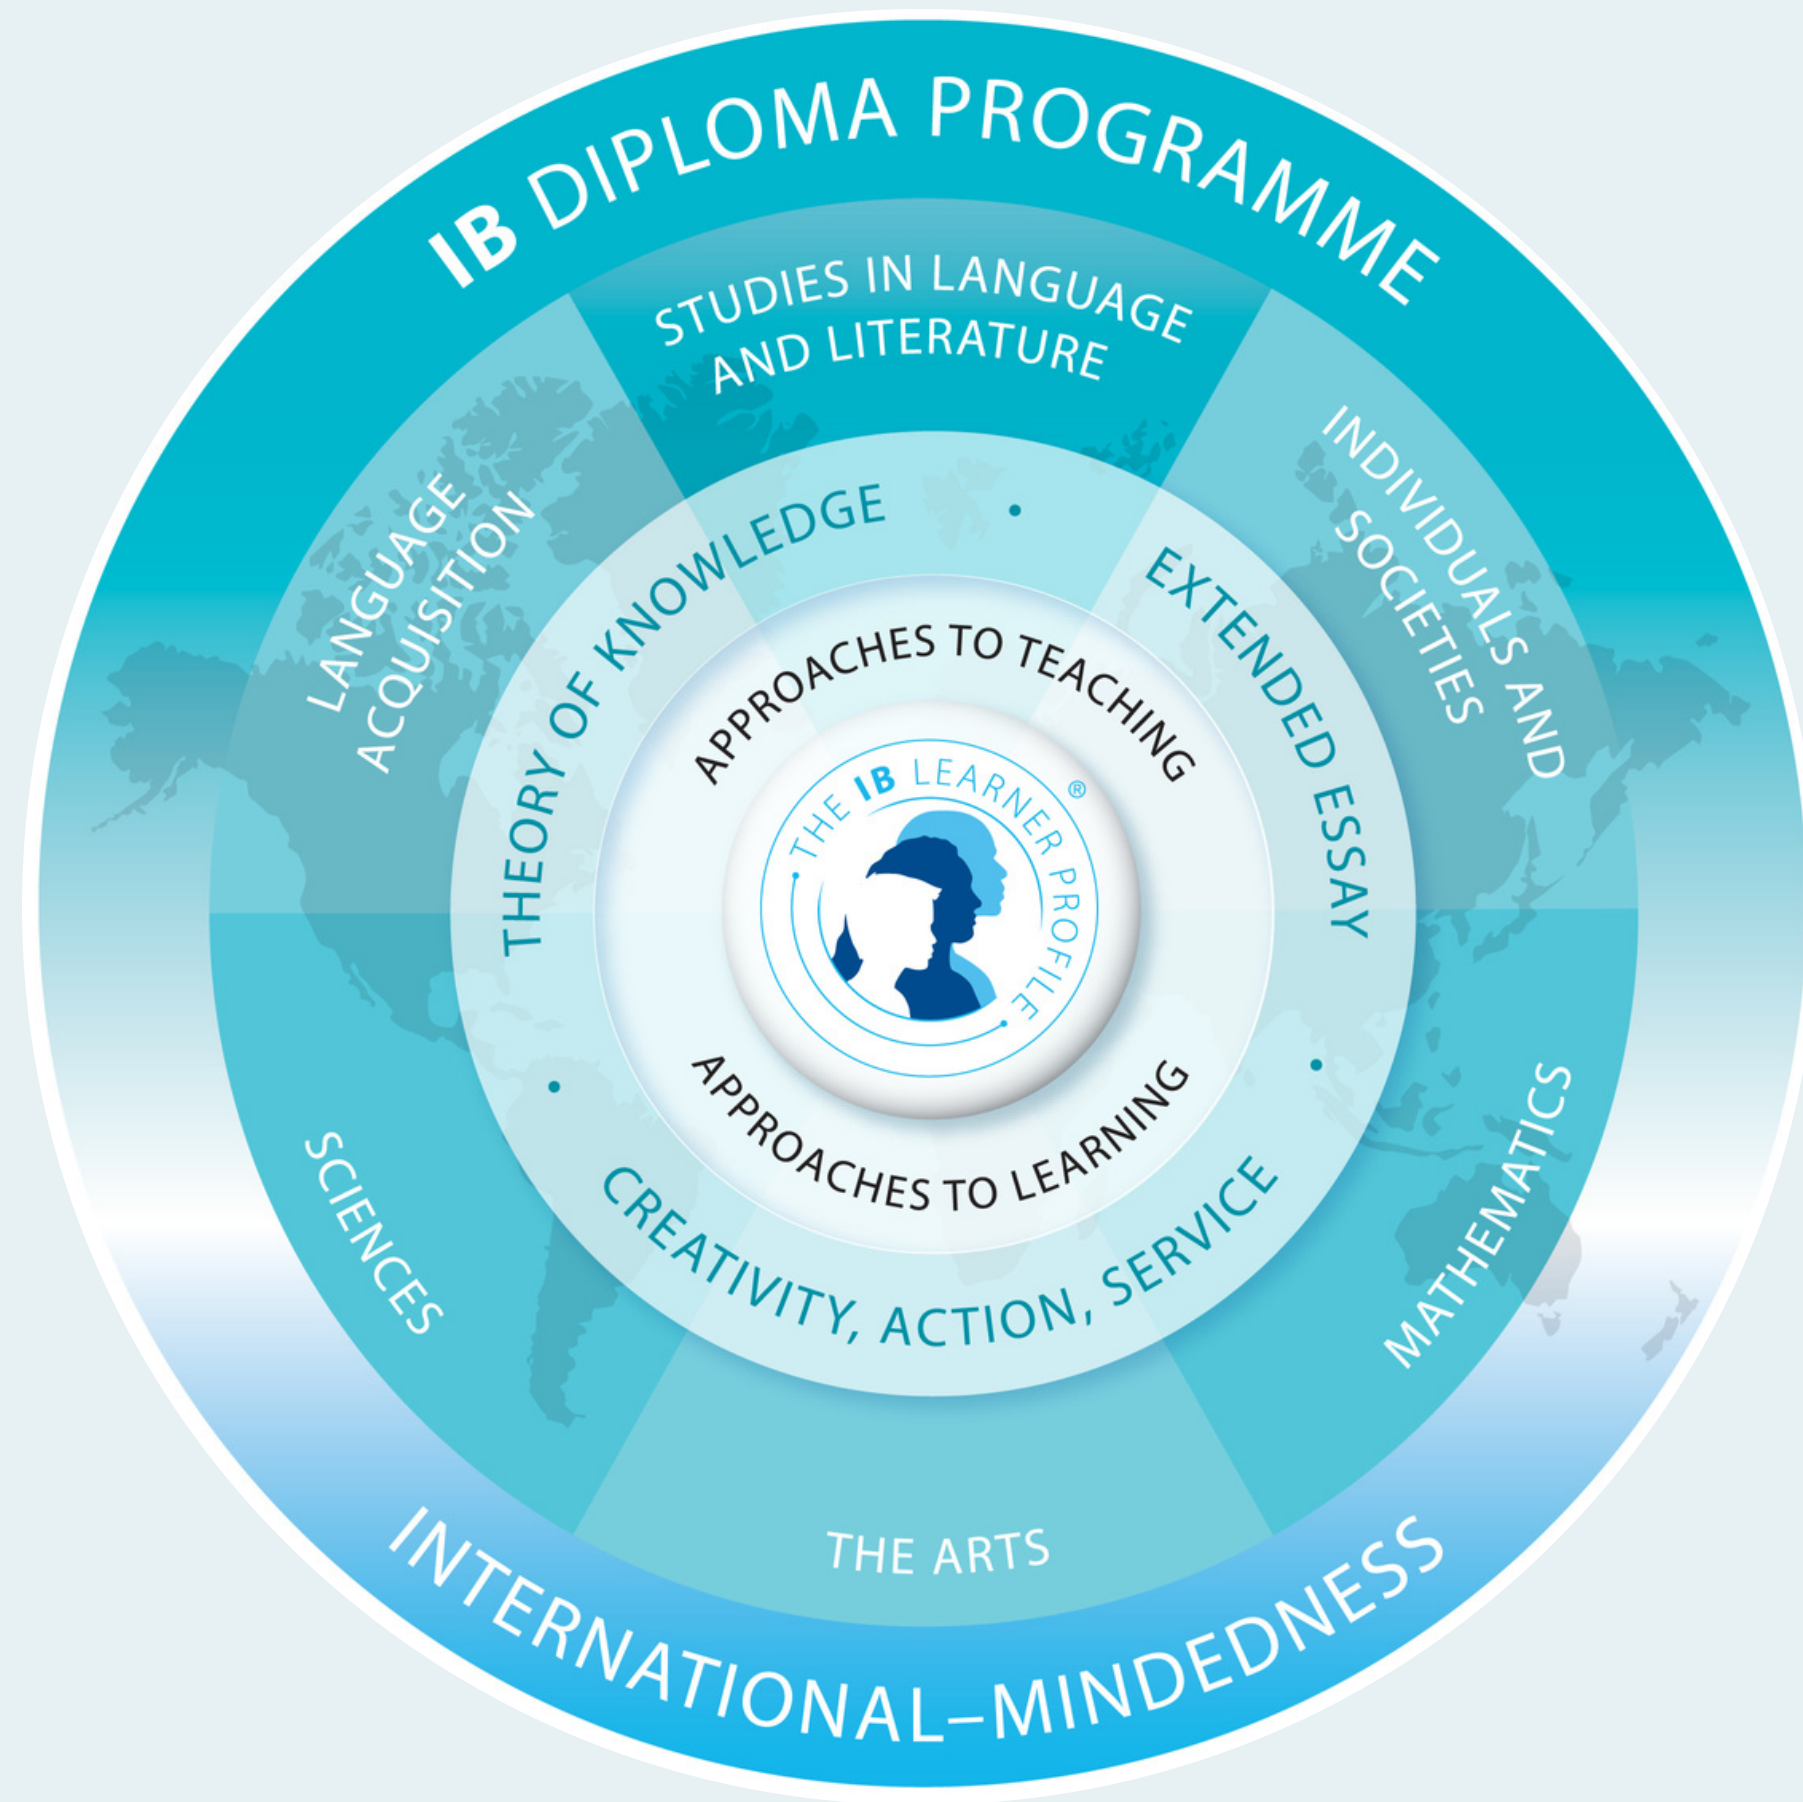 IB DIPLOMA PROGRAMME
STUDIES IN LANGUAGE
AND LITERATURE
LANGUAGE
ACQUISITION
INDIVIDUALS AND
SOCIETIES
THEORY OF KNOWLEDGE
EXTENDED ESSAY
APPROACHES TO TEACHING
THE IB LEARNER PROFILE ®
APPROACHES TO LEARNING
CREATIVITY, ACTION, SERVICE
SCIENCES
MATHEMATICS
THE ARTS
INTERNATIONAL–MINDEDNESS